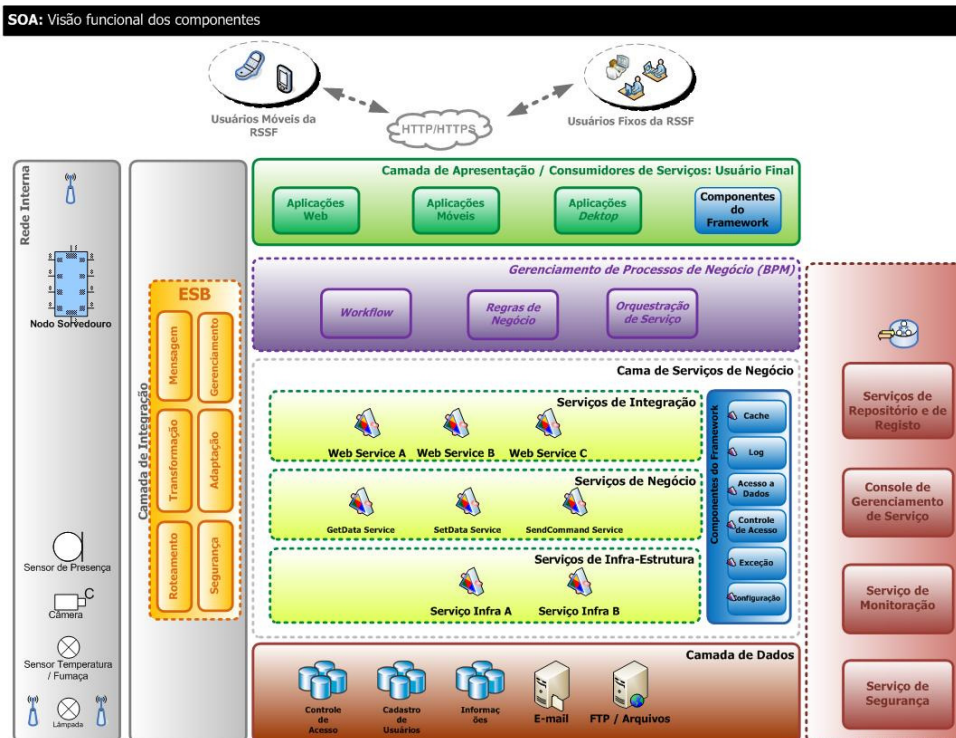 SOA: Visão funcional dos componentes
Usuários Móveis da
RSSF
HTTP/HTTPS
Usuários Fixos da RSSF
Rede Interna
Nodo Sorvedouro
Sensor de Presença
C
Câmera
Sensor Temperatura
/ Fumaça
Lâmpada
Camada de Integração
ESB
Mensagem
Gerenciamento
Transformação
Adaptação
Roteamento
Segurança
Camada de Apresentação / Consumidores de Serviços: Usuário Final
Aplicações
Web
Aplicações
Móveis
Aplicações
Dektop
Componentes
do
Framework
Gerenciamento de Processos de Negócio (BPM)
Workflow
Regras de
Negócio
Orquestração
de Serviço
Cama de Serviços de Negócio
Serviços de Integração
Web Service A
Web Service B
Web Service C
Serviços de Negócio
GetData Service
SetData Service
SendCommand Service
Serviços de Infra-Estrutura
Serviço Infra A
Serviço Infra B
Componentes do Framework
Cache
Log
Acesso a
Dados
Controle
de Acesso
Exceção
Configuração
Camada de Dados
Controle
de
Acesso
Cadastro
de
Usuários
Informaç
ões
E-mail
FTP / Arquivos
Serviços de
Repositório e de
Registo
Console de
Gerenciamento
de Serviço
Serviço de
Monitoração
Serviço de
Segurança